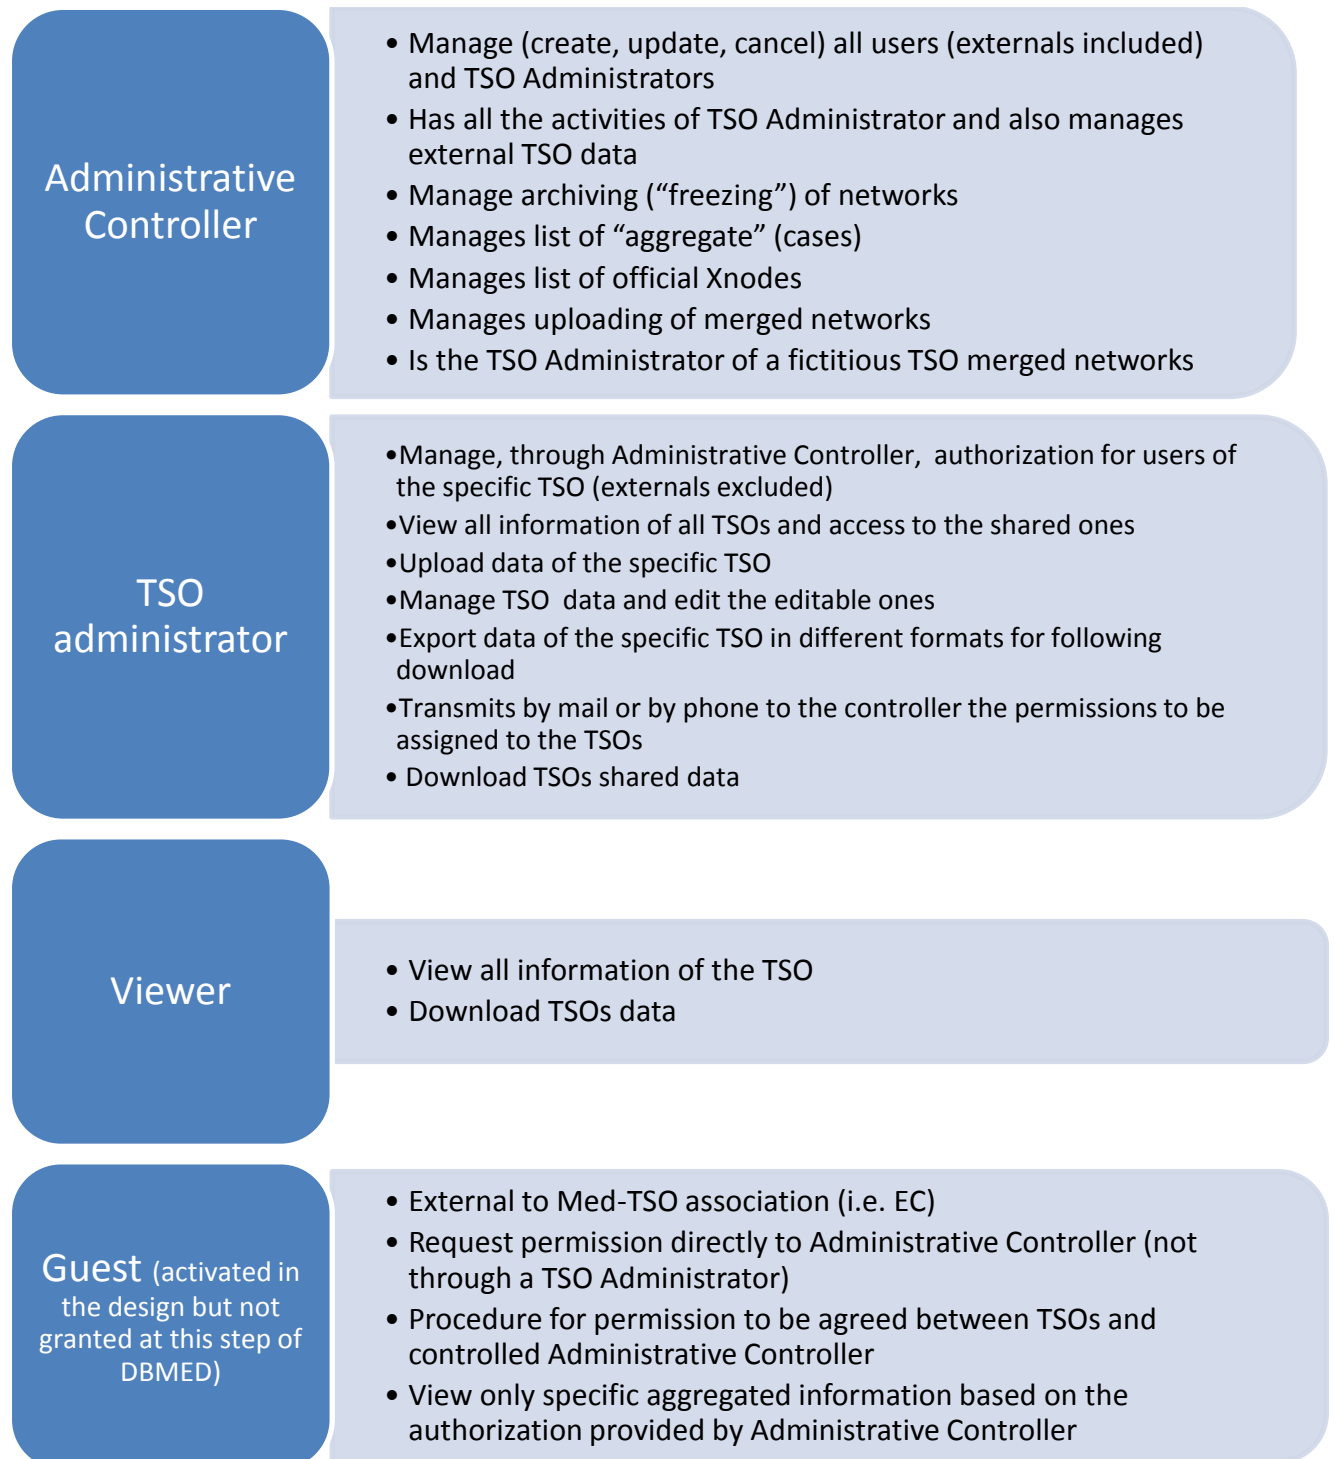 Administrative
Controller
• Manage (create, update, cancel) all users (externals included)
and TSO Administrators
• Has all the activities of TSO Administrator and also manages
external TSO data
• Manage archiving (“freezing”) of networks
• Manages list of “aggregate” (cases)
• Manages list of official Xnodes
• Manages uploading of merged networks
• Is the TSO Administrator of a fictitious TSO merged networks
TSO
administrator
•Manage, through Administrative Controller,  authorization for users of
the specific TSO (externals excluded)
•View all information of all TSOs and access to the shared ones
•Upload data of the specific TSO
•Manage TSO  data and edit the editable ones
•Export data of the specific TSO in different formats for following
download
•Transmits by mail or by phone to the controller the permissions to be
assigned to the TSOs
• Download TSOs shared data
Viewer
• View all information of the TSO
• Download TSOs data
Guest (activated in
the design but not
granted at this step of
DBMED)
• External to Med-TSO association (i.e. EC)
• Request permission directly to Administrative Controller (not
through a TSO Administrator)
• Procedure for permission to be agreed between TSOs and
controlled Administrative Controller
• View only specific aggregated information based on the
authorization provided by Administrative Controller